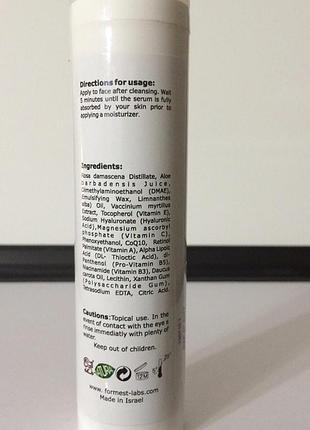 Directions for usage:
Apply to face after cleansing. Wait
5 minutes until the serum is fully
absorbed by your skin prior to
applying a moisturizer.
Ingredients:
Rosa damascena Distillate, Aloe
barbadensis Juice,
Dimethylaminoethanol (DMAE),
Emulsifying Wax, Limnanthes
alba) Oil, Vaccinium myrtillus
Extract, Tocopherol (Vitamin E),
Sodium Hyaluronate (Hyaluronic
Acid),Magnesium ascorbyl
phosphate (Vitamin C),
Phenoxyethanol, CoQ10, Retinol
Palmitate (Vitamin A), Alpha Lipoic
Acid (DL- Thioctic Acid), dl-
Panthenol (Pro-Vitamin B5),
Niacinamide (Vitamin B3), Daucus
carota Oil, Lecithin, Xanthan Gum
(Polysaccharide Gum),
Tetrasodium EDTA, Citric Acid.
Cautions:Topical use. In the
event of contact with the eye s
rinse immediatly with plenty of
water.
Keep out of children.
12M
www.formest-labs.com
Made in Israel